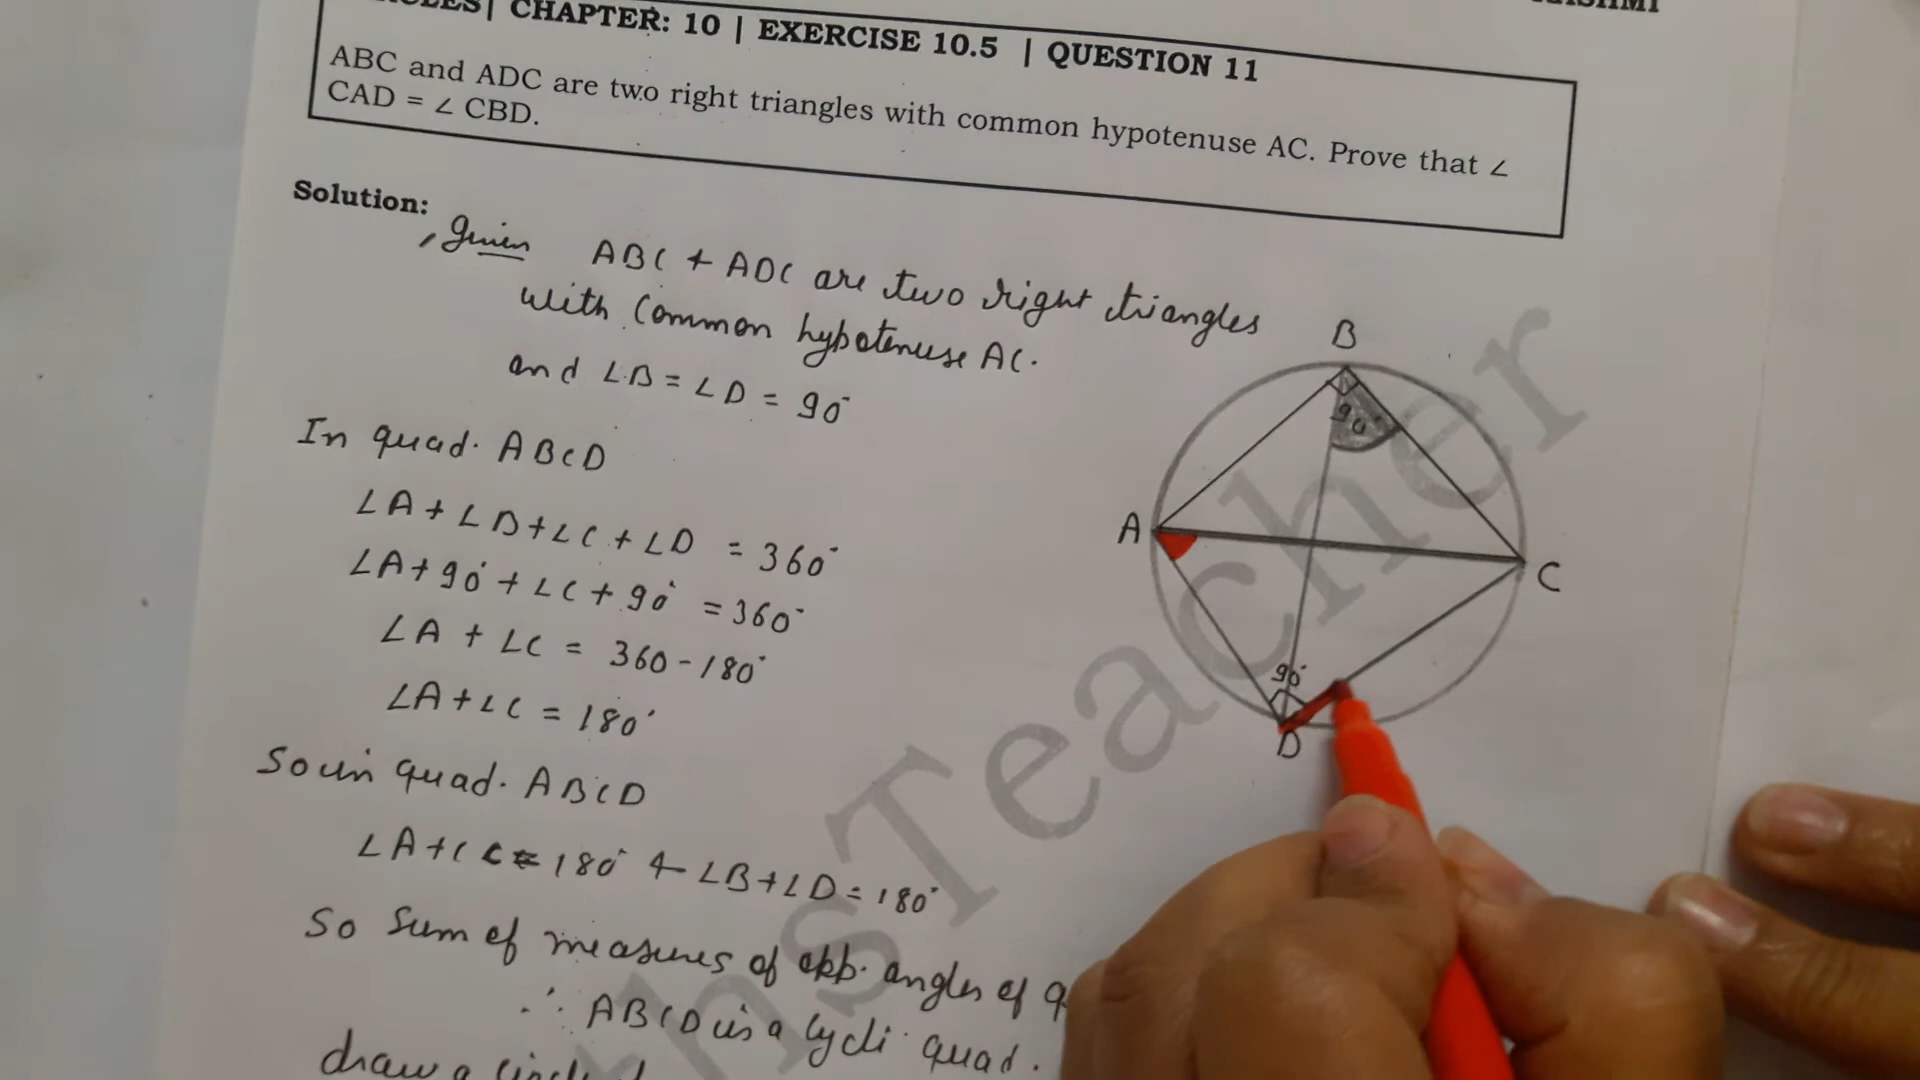 CHAPTER: 10 | EXERCISE 10.5 | QUESTION 11
ABC and ADC are two right triangles with common hypotenuse AC. Prove that ∠
CAD = ∠ CBD.
Solution:
given ABC + ADC are two right triangles
with common hypotenuse AC.
and ∠B = ∠D = 90°
In quad. ABCD
∠A + ∠B + ∠C + ∠D = 360°
∠A + 90° + ∠C + 90° = 360°
∠A + ∠C = 360 - 180°
∠A + ∠C = 180°
So in quad. ABCD
∠A + 180° + ∠B + ∠D = 180°
So sum of measures of opp. angles of
∴ ABCD is a cycli quad.
draw a
B
90°
A
C
90°
D
Teacher